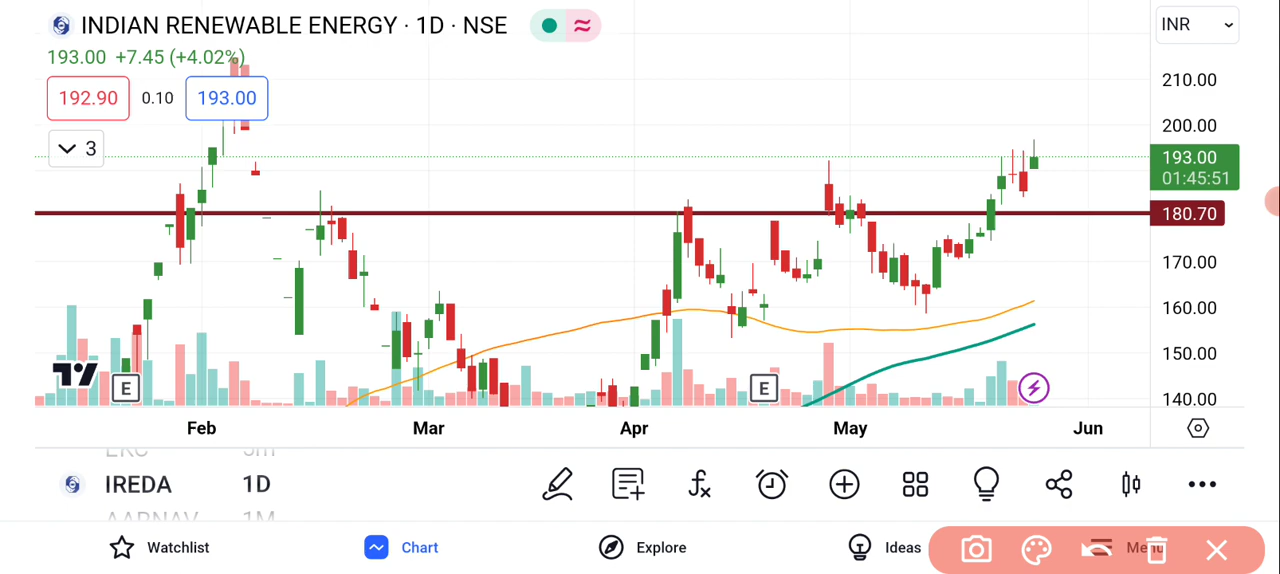 INDIAN RENEWABLE ENERGY · 1D · NSE
INR
193.00 +7.45 (+4.02%)
192.90 0.10 193.00
3
210.00
200.00
193.00
01:45:51
180.70
170.00
160.00
150.00
140.00
E
E
Feb Mar Apr May Jun
IREDA 1D
AARNAV 1M
Watchlist Chart Explore Ideas Menu